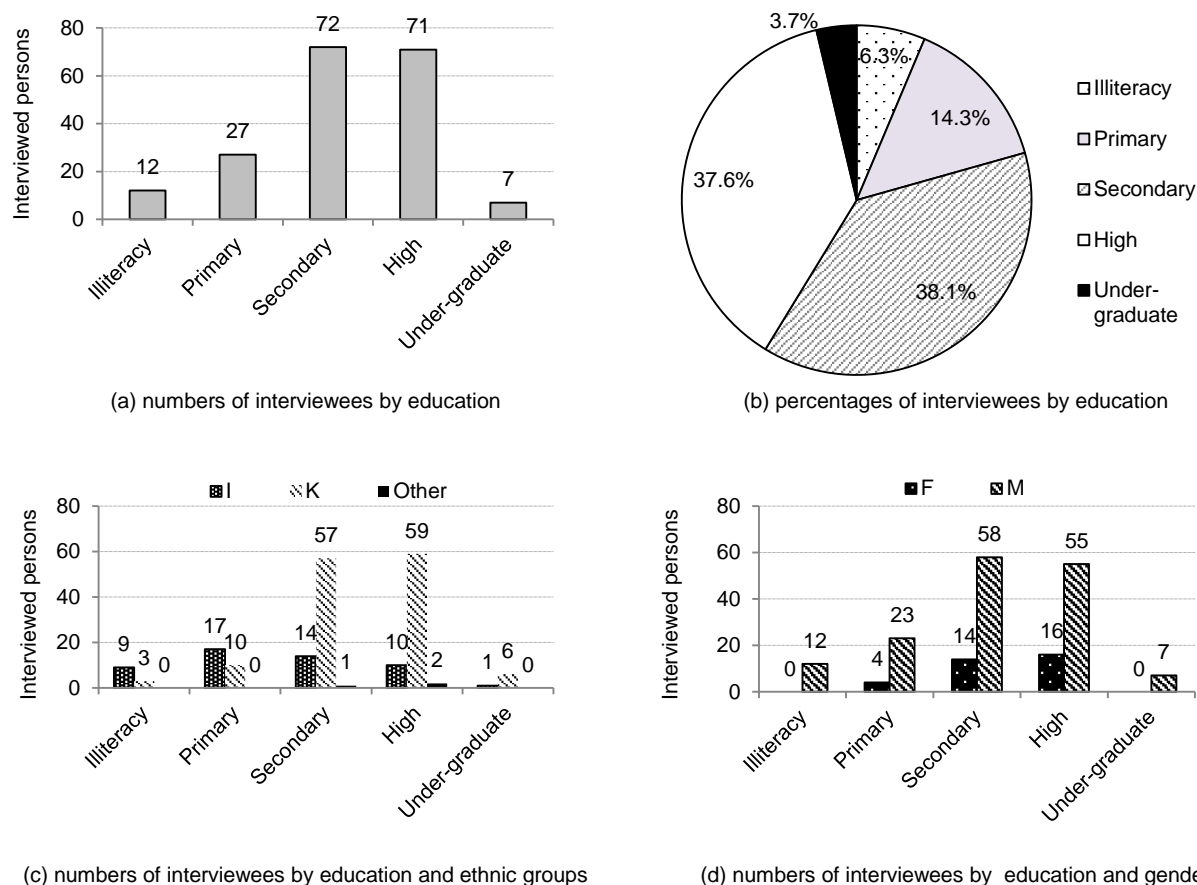 80
60
40
20
0
Interviewed persons
12
27
72
71
7
Illiteracy
Primary
Secondary
High
Under-graduate
(a) numbers of interviewees by education
3.7%
6.3%
14.3%
38.1%
37.6%
Illiteracy
Primary
Secondary
High
Under-
graduate
(b) percentages of interviewees by education
I K Other
80
60
40
20
0
Interviewed persons
9 3 0
17 10 0
14 57 1
10 59 2
1 6 0
Illiteracy
Primary
Secondary
High
Under-graduate
(c) numbers of interviewees by education and ethnic groups
F M
80
60
40
20
0
Interviewed persons
0 12
4 23
14 58
16 55
0 7
Illiteracy
Primary
Secondary
High
Under-graduate
(d) numbers of interviewees by education and gende